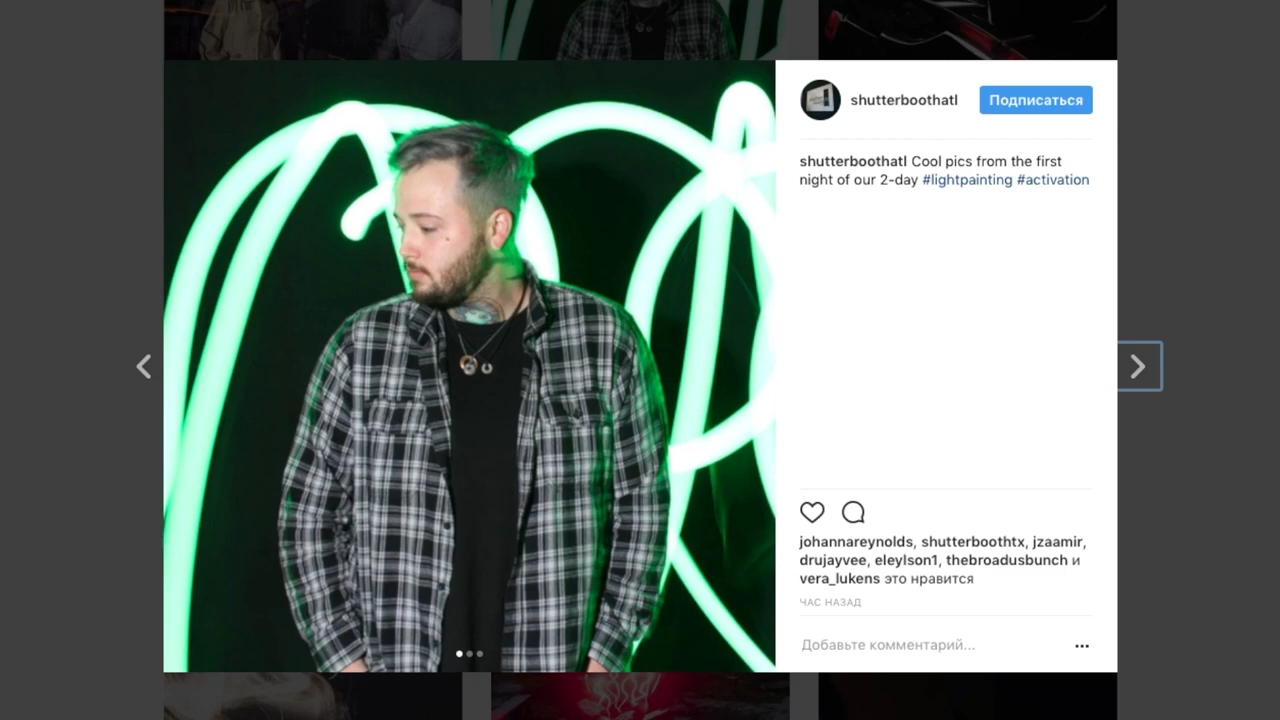 shutterboothatl
Подписаться
shutterboothatl Cool pics from the first
night of our 2-day #lightpainting #activation
johannareynolds, shutterboothtx, jzaamir,
drujayvee, eleylson1, thebroadusbunch и
vera_lukens это нравится
ЧАС НАЗАД
Добавьте комментарий...